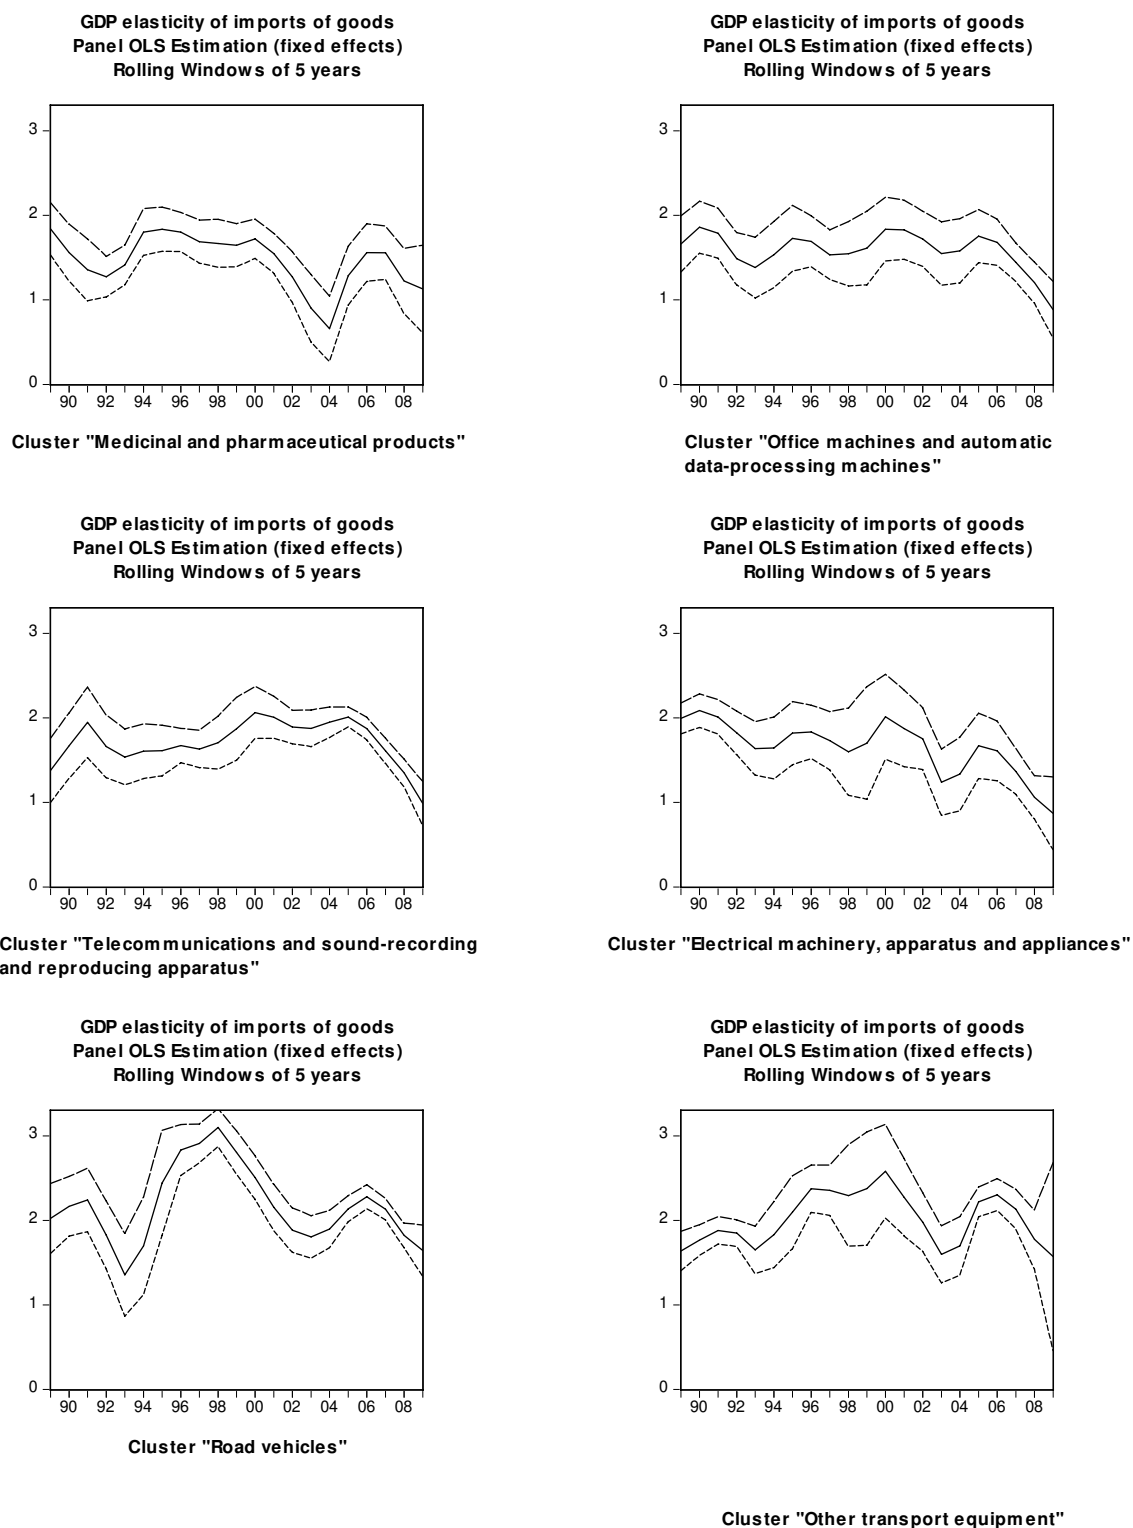 GDP elasticity of imports of goods
Panel OLS Estimation (fixed effects)
Rolling Windows of 5 years
3
2
1
0
90 92 94 96 98 00 02 04 06 08
Cluster "Medicinal and pharmaceutical products"
GDP elasticity of imports of goods
Panel OLS Estimation (fixed effects)
Rolling Windows of 5 years
3
2
1
0
90 92 94 96 98 00 02 04 06 08
Cluster "Office machines and automatic
data-processing machines"
GDP elasticity of imports of goods
Panel OLS Estimation (fixed effects)
Rolling Windows of 5 years
3
2
1
0
90 92 94 96 98 00 02 04 06 08
Cluster "Telecommunications and sound-recording
and reproducing apparatus"
GDP elasticity of imports of goods
Panel OLS Estimation (fixed effects)
Rolling Windows of 5 years
3
2
1
0
90 92 94 96 98 00 02 04 06 08
Cluster "Electrical machinery, apparatus and appliances"
GDP elasticity of imports of goods
Panel OLS Estimation (fixed effects)
Rolling Windows of 5 years
3
2
1
0
90 92 94 96 98 00 02 04 06 08
Cluster "Road vehicles"
GDP elasticity of imports of goods
Panel OLS Estimation (fixed effects)
Rolling Windows of 5 years
3
2
1
0
90 92 94 96 98 00 02 04 06 08
Cluster "Other transport equipment"